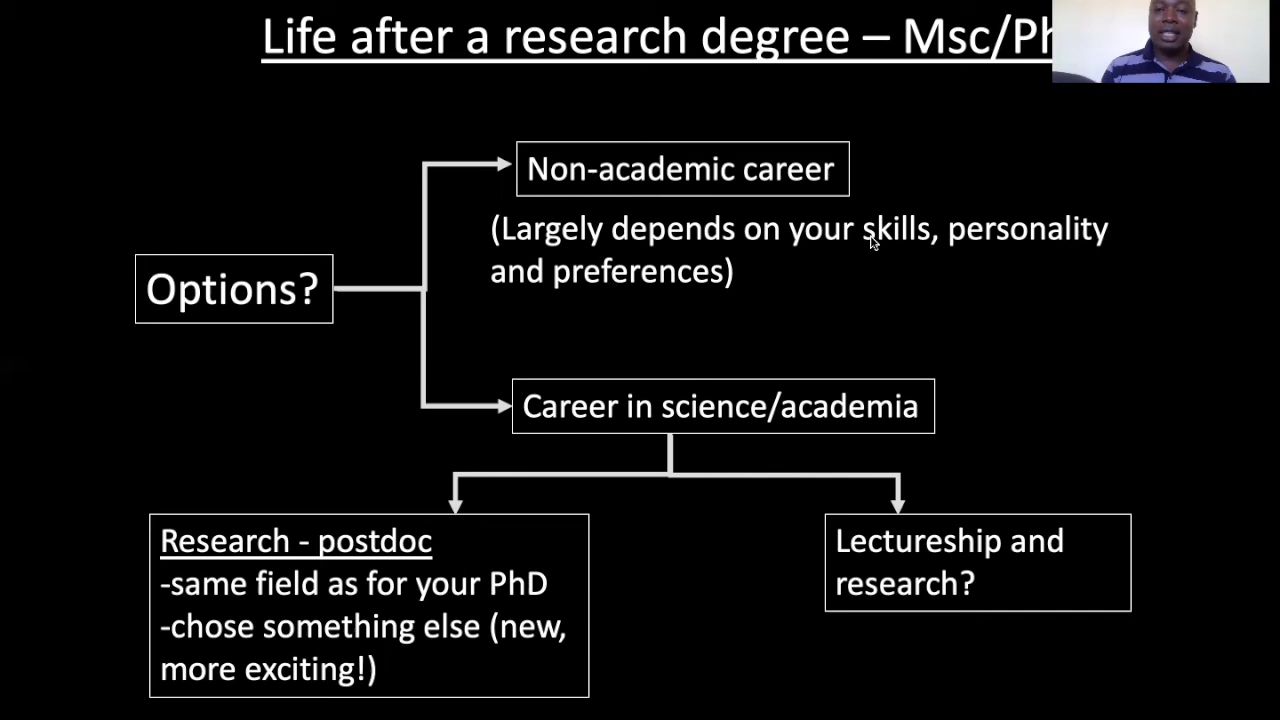 Life after a research degree – Msc/Ph
Non-academic career
(Largely depends on your skills, personality
and preferences)
Options?
Career in science/academia
Research - postdoc
-same field as for your PhD
-chose something else (new,
more exciting!)
Lectureship and
research?